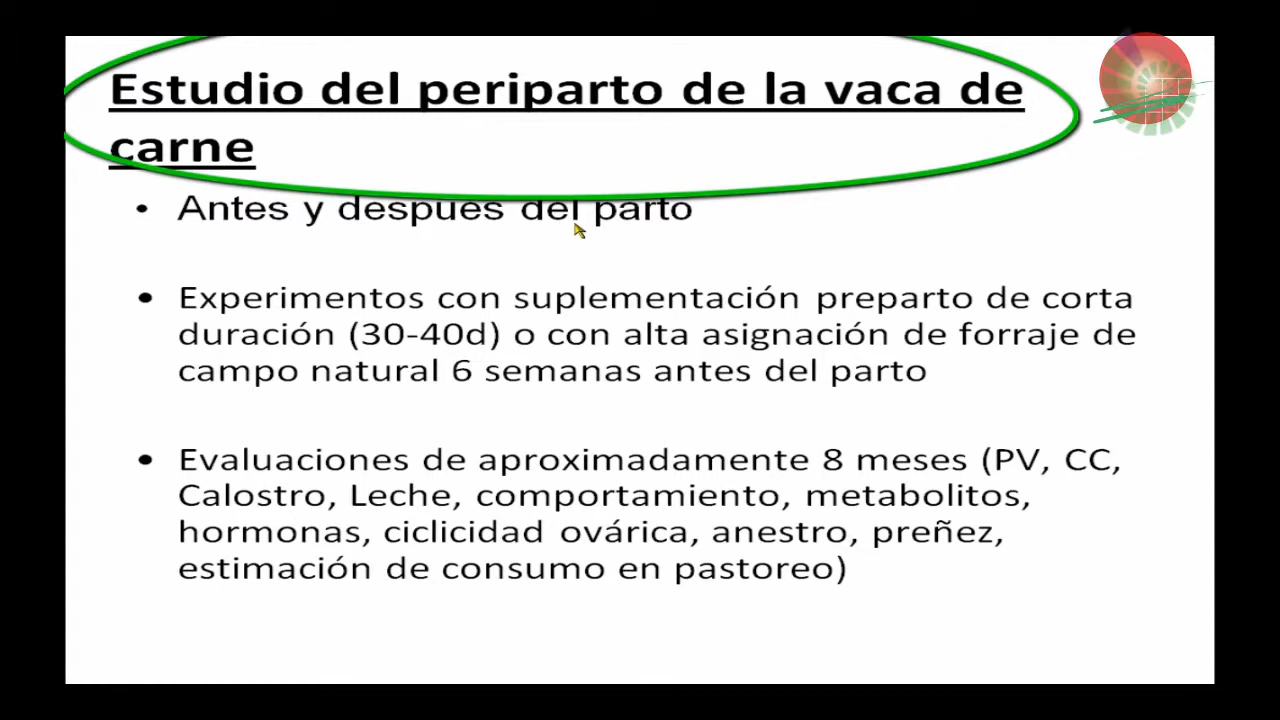 Estudio del periparto de la vaca de
carne
• Antes y después del parto
• Experimentos con suplementación preparto de corta
duración (30-40d) o con alta asignación de forraje de
campo natural 6 semanas antes del parto
• Evaluaciones de aproximadamente 8 meses (PV, CC,
Calostro, Leche, comportamiento, metabolitos,
hormonas, ciclicidad ovárica, anestro, preñez,
estimación de consumo en pastoreo)